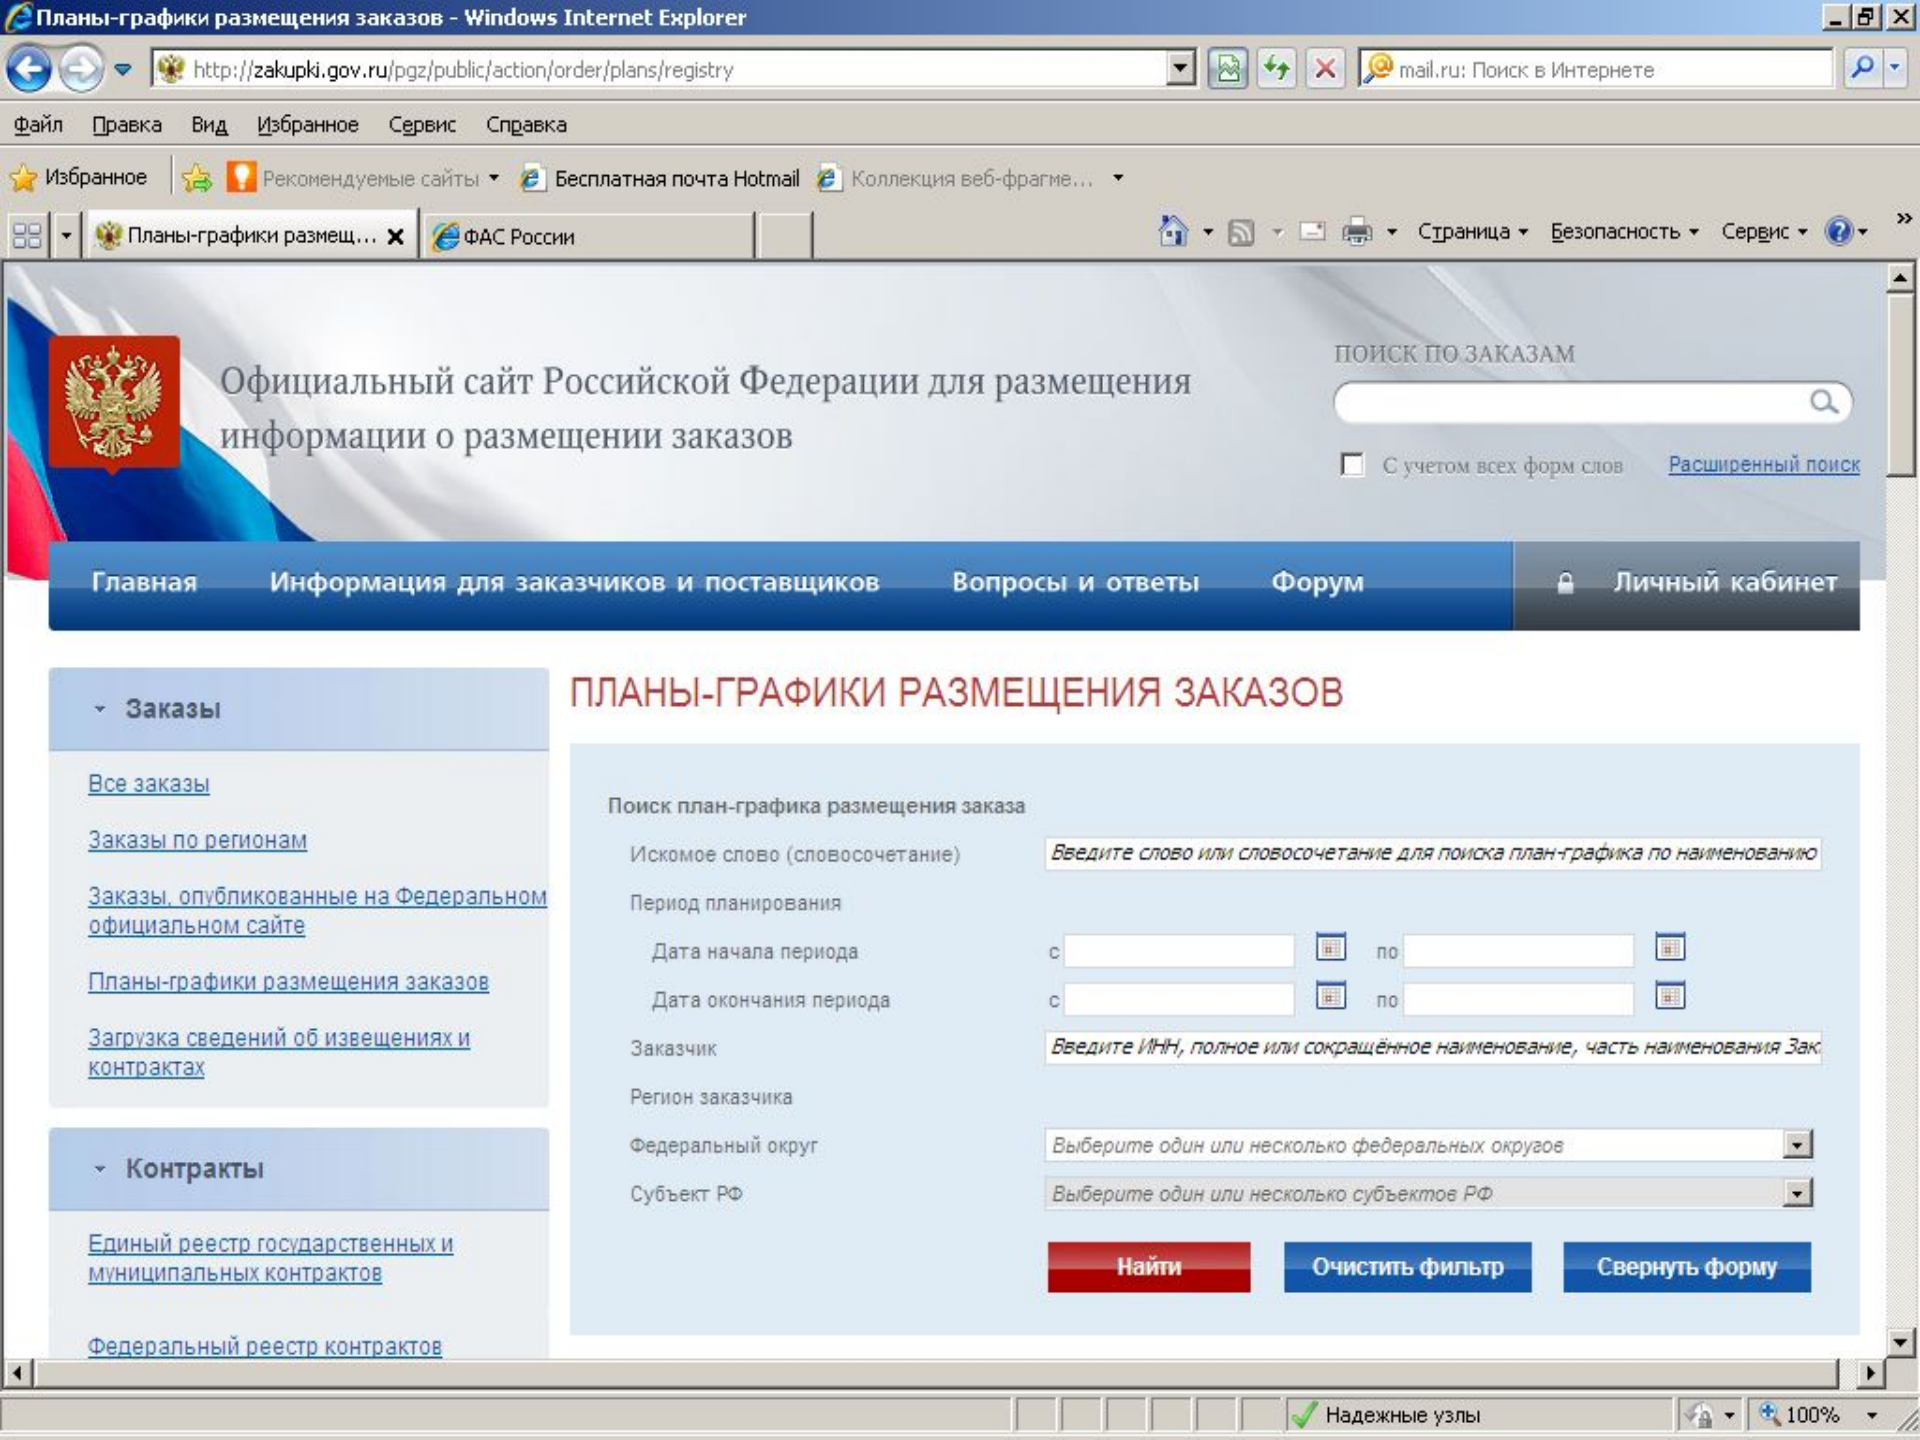 Планы-графики размещения заказов - Windows Internet Explorer
http://zakupki.gov.ru/pgz/public/action/order/plans/registry
mail.ru: Поиск в Интернете
Файл Правка Вид Избранное Сервис Справка
Избранное Рекомендуемые сайты Бесплатная почта Hotmail Коллекция веб-фрагме...
Планы-графики размещ... ФАС России Страница Безопасность Сервис
Официальный сайт Российской Федерации для размещения
информации о размещении заказов
ПОИСК ПО ЗАКАЗАМ
С учетом всех форм слов Расширенный поиск
Главная Информация для заказчиков и поставщиков Вопросы и ответы Форум Личный кабинет
Заказы
Все заказы
Заказы по регионам
Заказы, опубликованные на Федеральном
официальном сайте
Планы-графики размещения заказов
Загрузка сведений об извещениях и
контрактах
Контракты
Единый реестр государственных и
муниципальных контрактов
Федеральный реестр контрактов
ПЛАНЫ-ГРАФИКИ РАЗМЕЩЕНИЯ ЗАКАЗОВ
Поиск план-графика размещения заказа
Искомое слово (словосочетание) Введите слово или словосочетание для поиска план-графика по наименованию
Период планирования
Дата начала периода с по
Дата окончания периода с по
Заказчик Введите ИНН, полное или сокращённое наименование, часть наименования Зак
Регион заказчика
Федеральный округ Выберите один или несколько федеральных округов
Субъект РФ Выберите один или несколько субъектов РФ
Найти Очистить фильтр Свернуть форму
Надежные узлы 100%